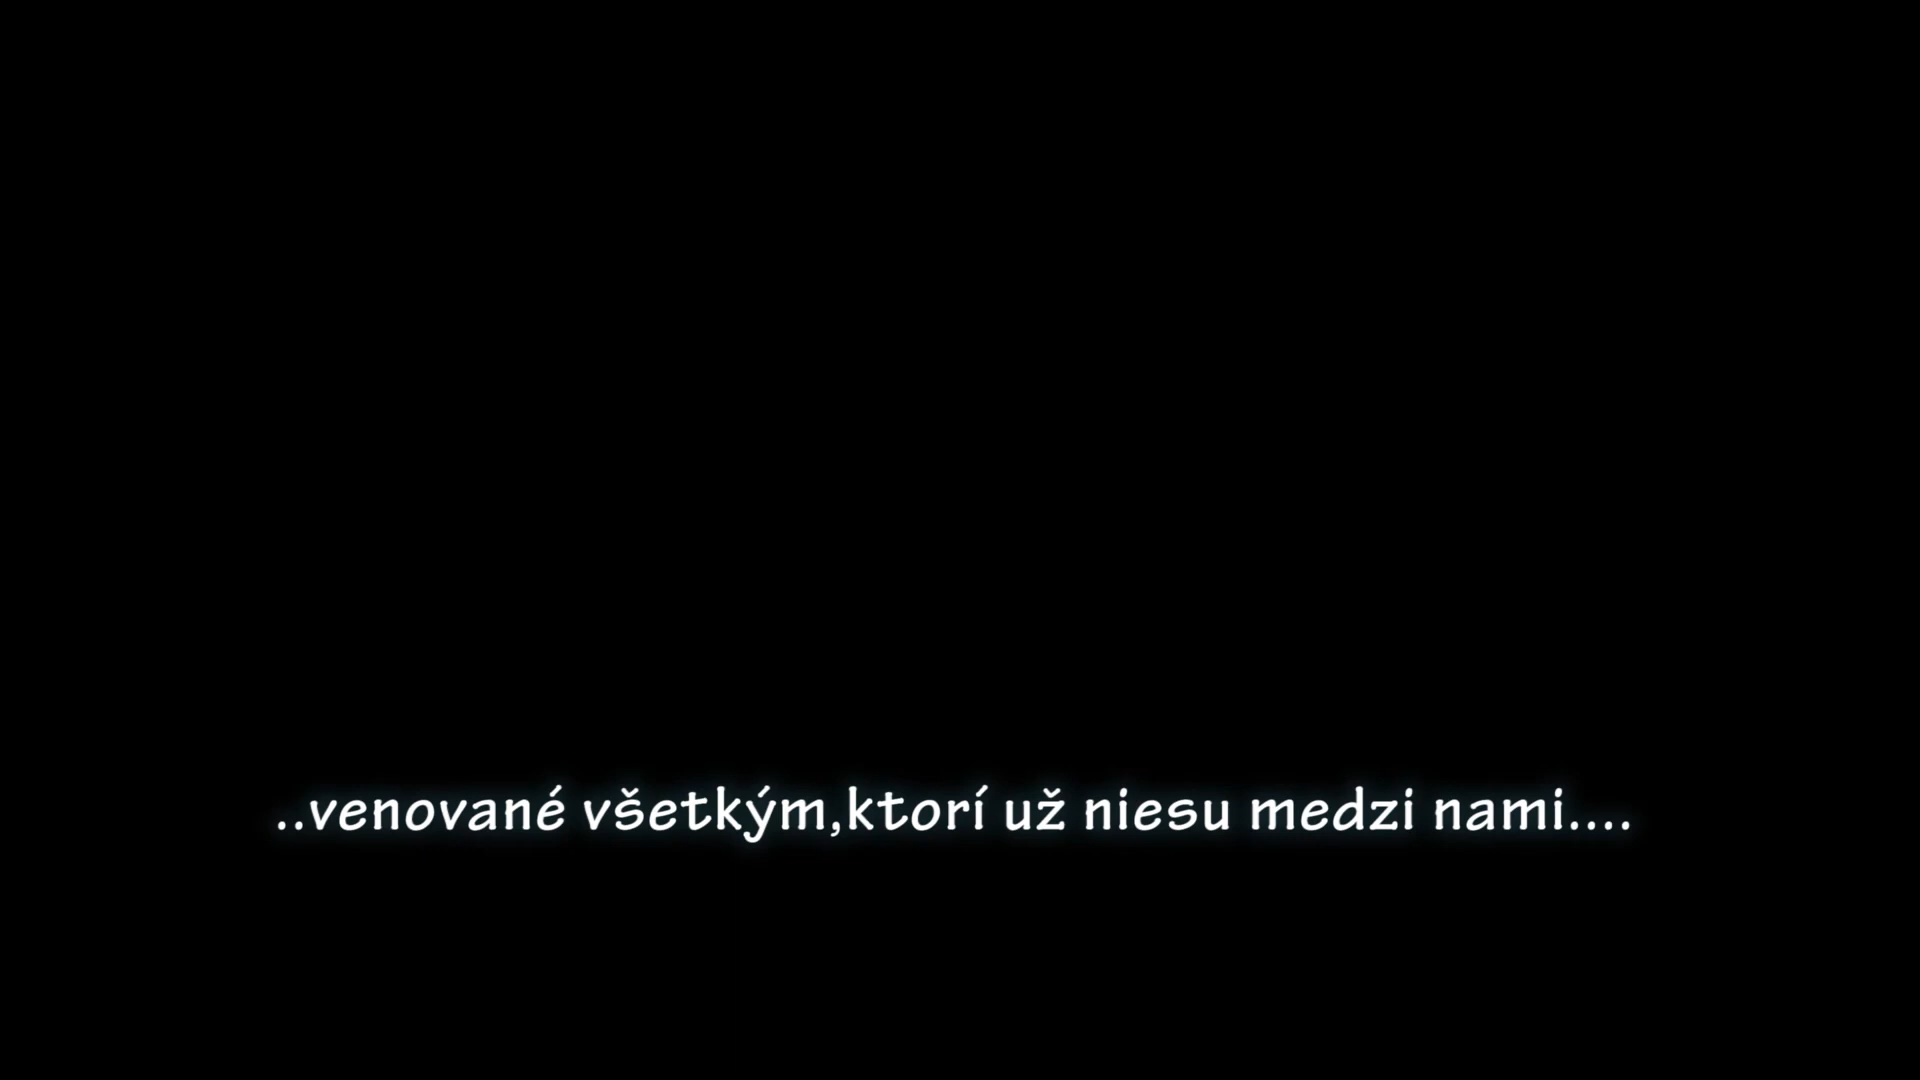 ..venované všetkým,ktorí už niesu medzi nami....